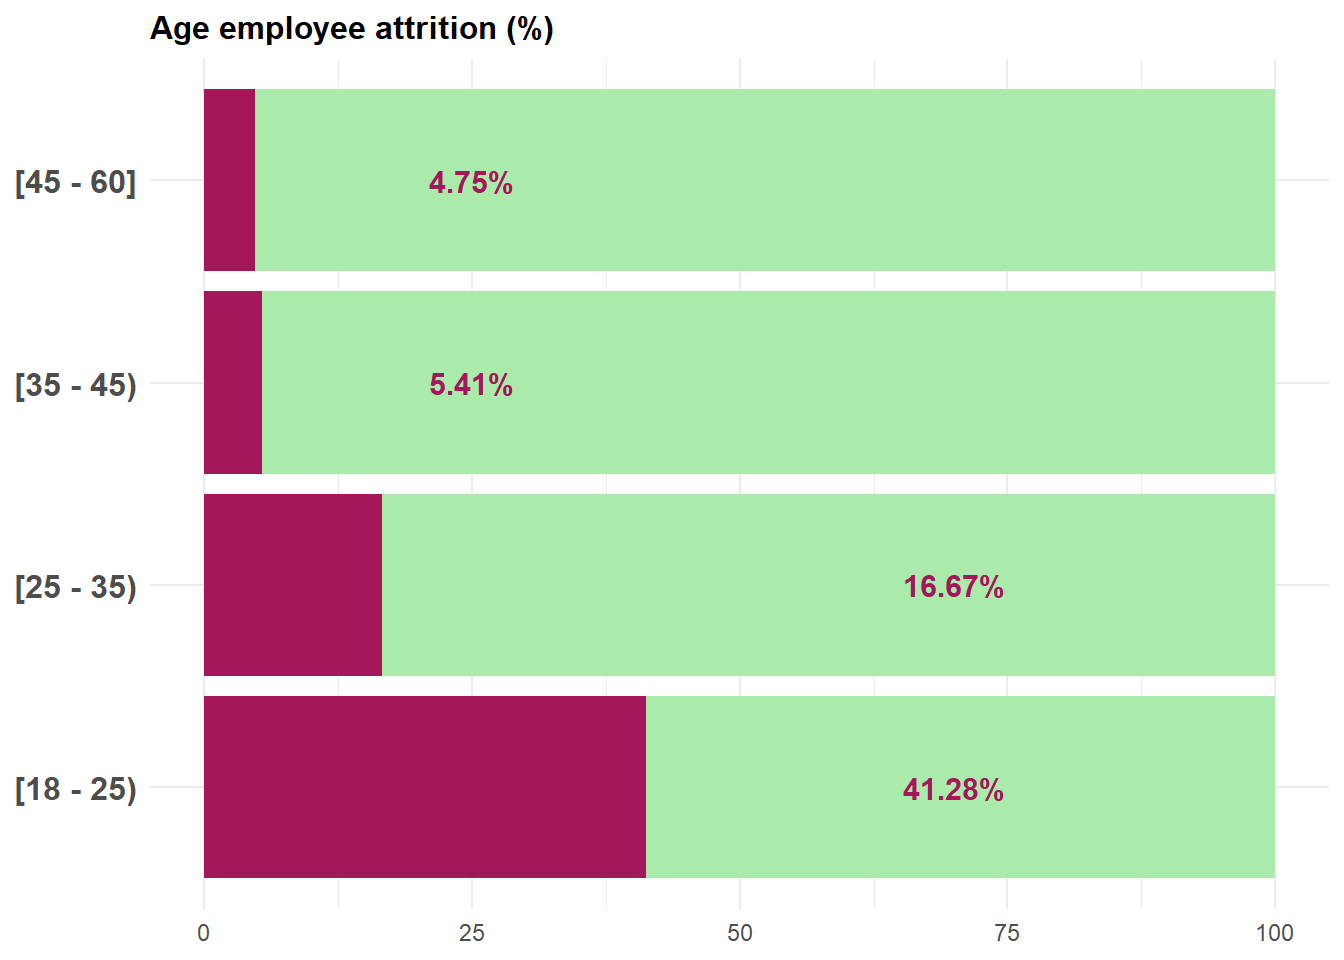 Age employee attrition (%)
[45 - 60]
4.75%
[35 - 45)
5.41%
[25 - 35)
16.67%
[18 - 25)
41.28%
0 25 50 75 100